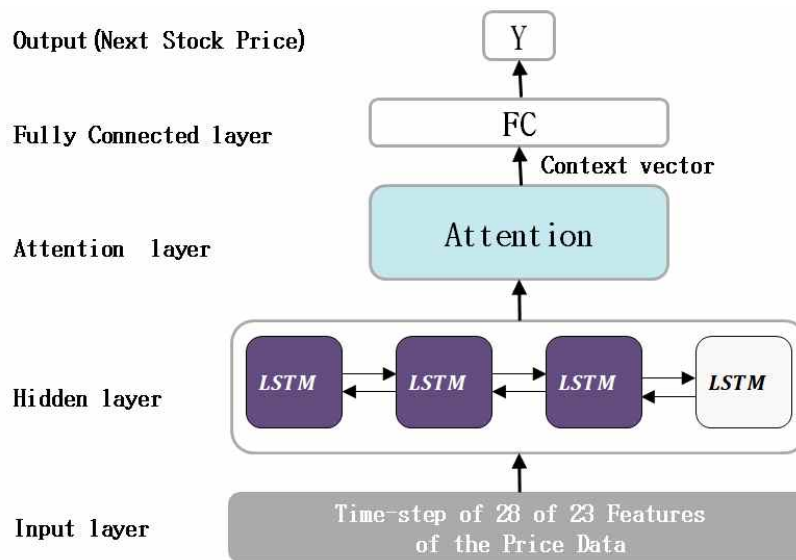 Output(Next Stock Price)
Y
Fully Connected layer
FC
Context vector
Attention layer
Attention
Hidden layer
LSTM LSTM LSTM LSTM
Input layer
Time-step of 28 of 23 Features
of the Price Data